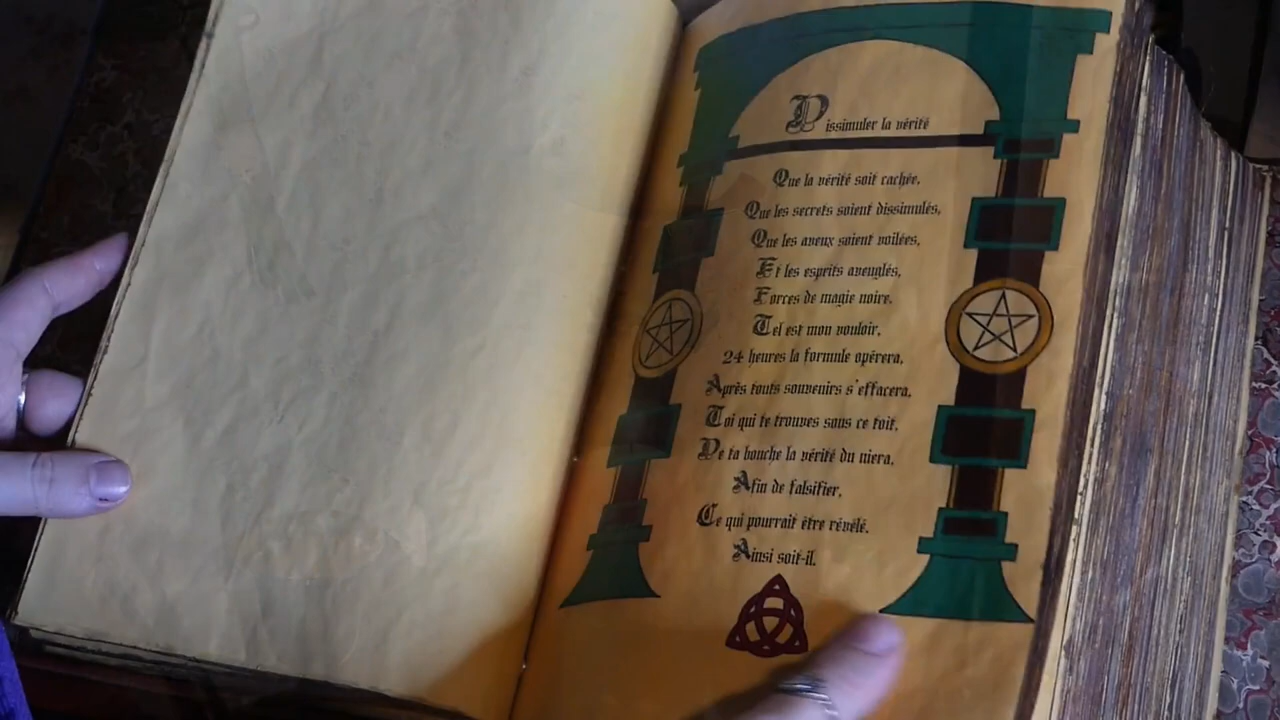 Dissimuler la vérité
Que la vérité soit cachée,
Que les secrets soient dissimulés,
Que les aveux soient voilées,
Et les esprits aveuglés,
Forces de magie noire.
Tel est mon vouloir,
24 heures la formule opérera,
Après touts souvenirs s'effacera,
Toi qui te trouves sous ce toit,
De ta bouche la vérité du niera,
Afin de falsifier,
Ce qui pourrait être révélé.
Ainsi soit-il.